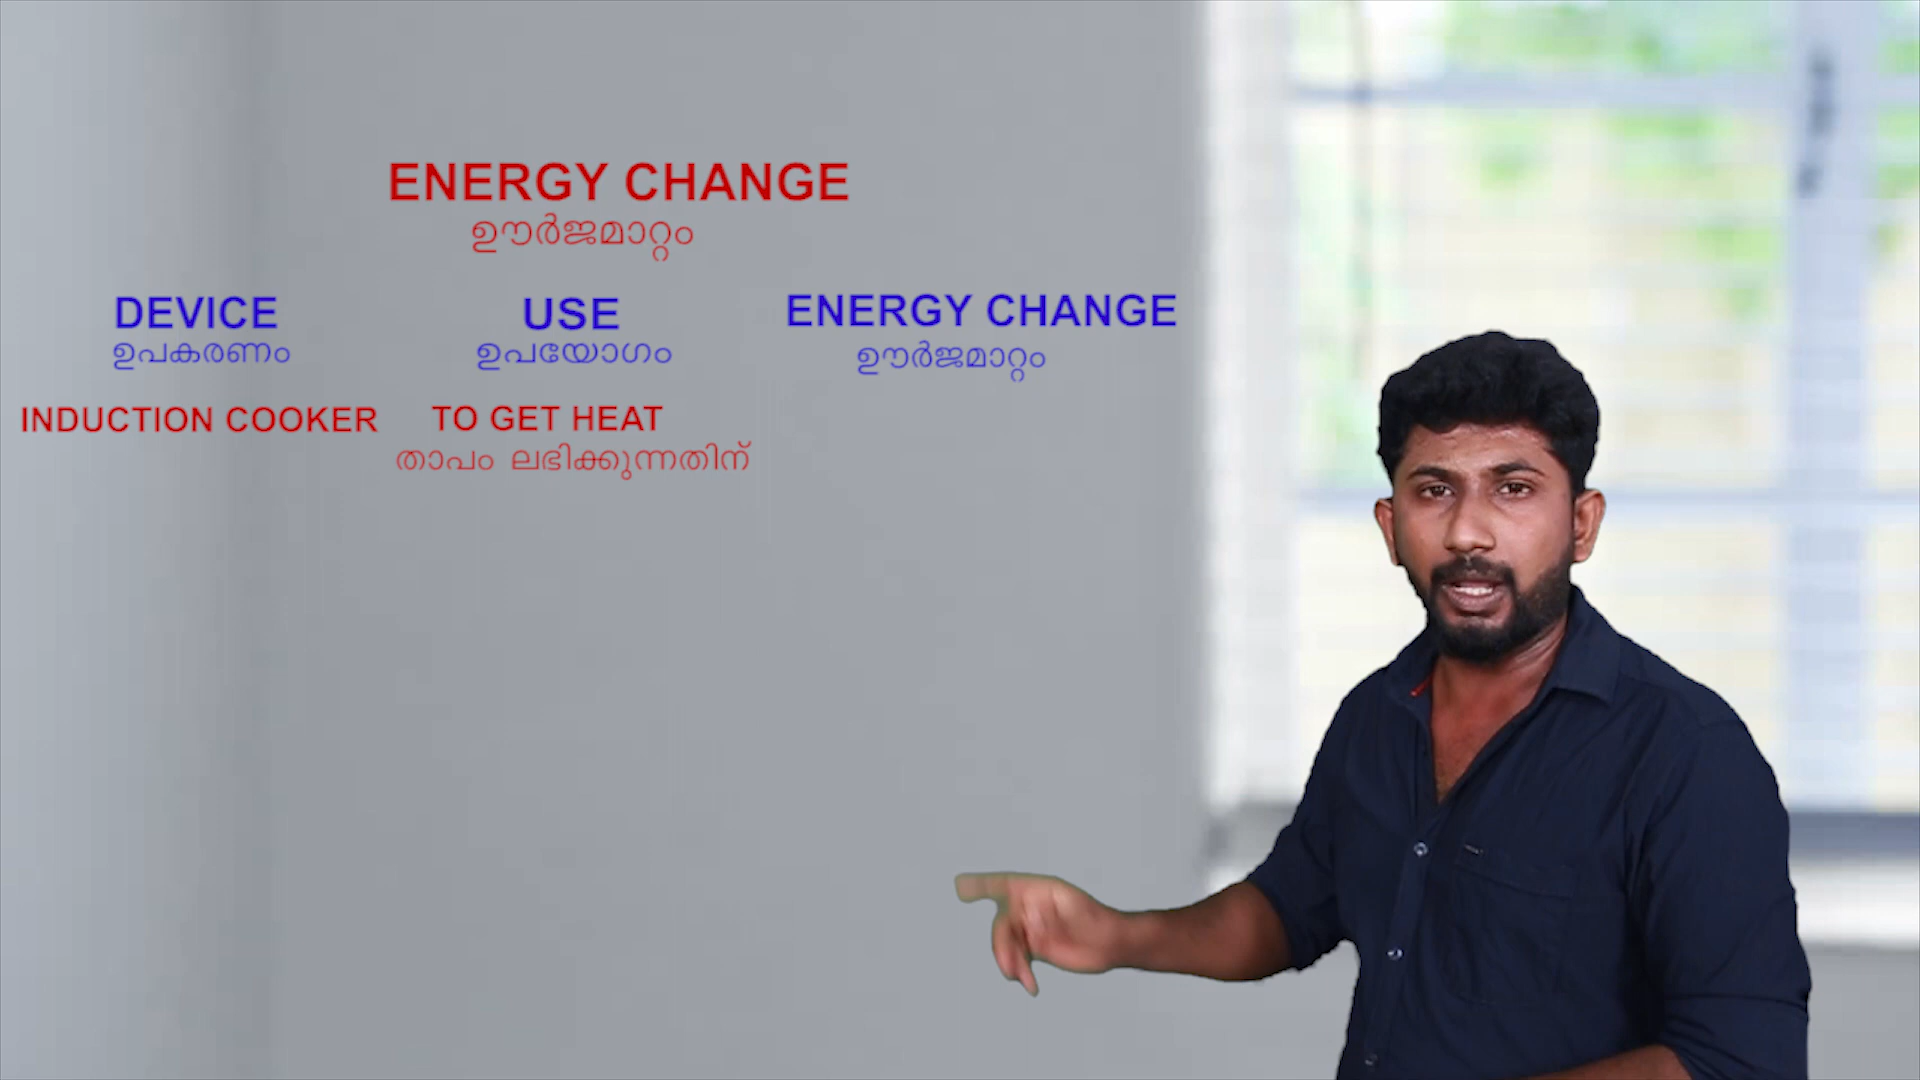 ENERGY CHANGE
ഊർജമാറ്റം
DEVICE USE ENERGY CHANGE
ഉപകരണം ഉപയോഗം ഊർജമാറ്റം
INDUCTION COOKER TO GET HEAT
താപം ലഭിക്കുന്നതിന്